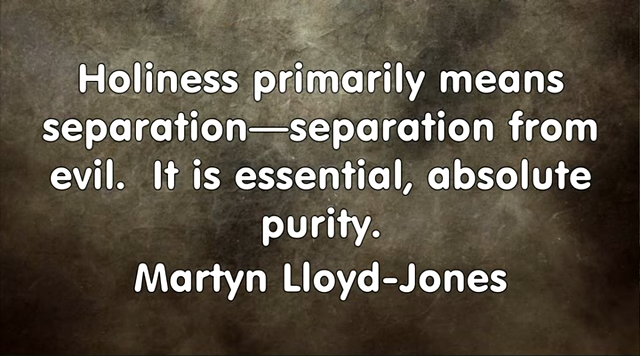 Holiness primarily means
separation—separation from
evil.  It is essential, absolute
purity.
Martyn Lloyd-Jones